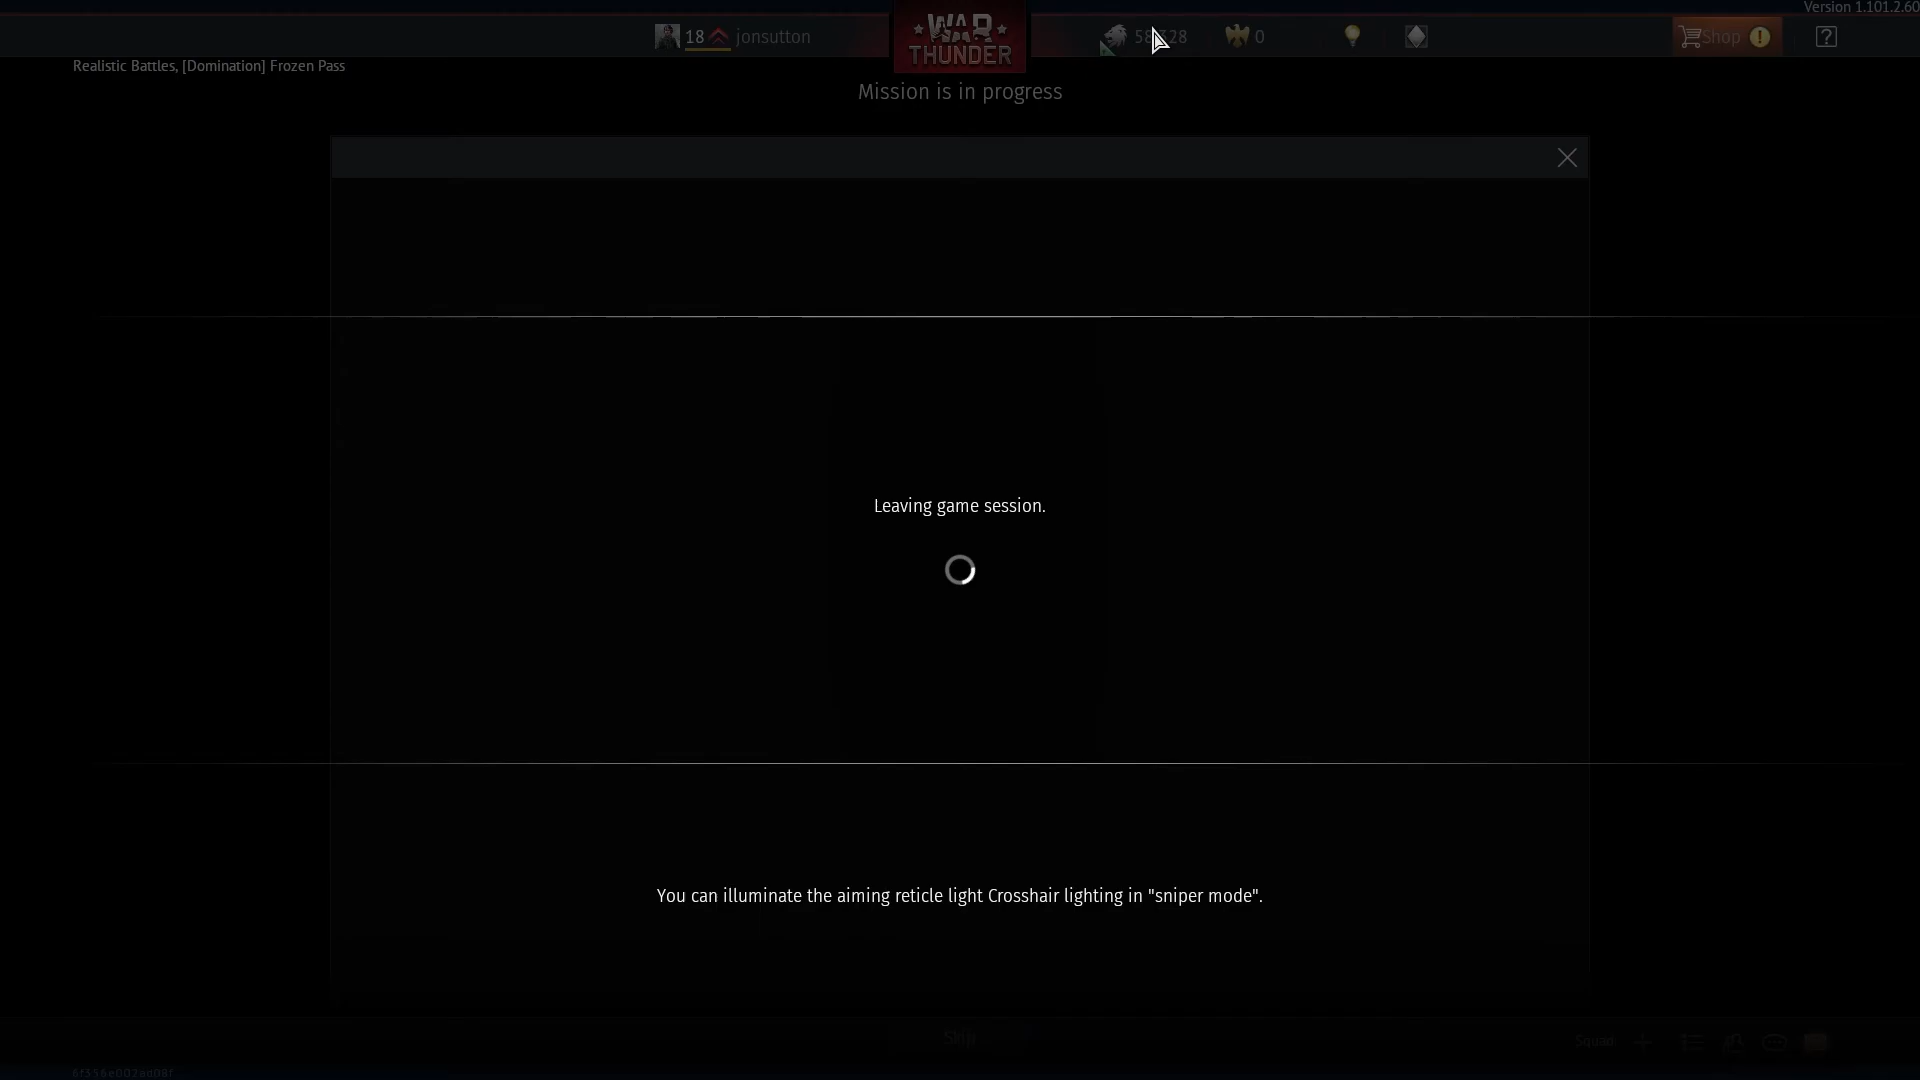 Version 1.101.2.60
18 jonsutton
WAR THUNDER
0
Shop
Realistic Battles, [Domination] Frozen Pass
Mission is in progress
Leaving game session.
You can illuminate the aiming reticle light Crosshair lighting in "sniper mode".
Skip
Squad